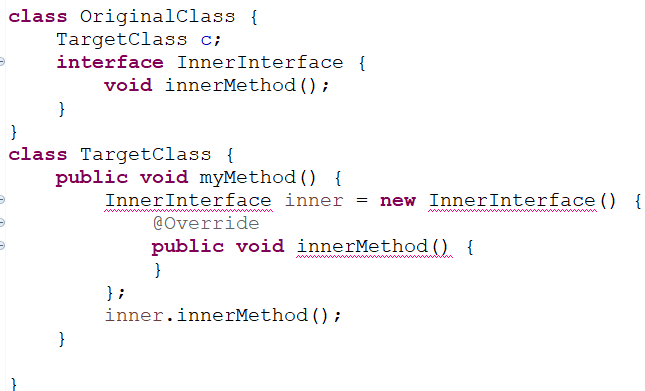 class OriginalClass {
    TargetClass c;
    interface InnerInterface {
        void innerMethod();
    }
}
class TargetClass {
    public void myMethod() {
        InnerInterface inner = new InnerInterface() {
            @Override
            public void innerMethod() {
            }
        };
        inner.innerMethod();
    }

}